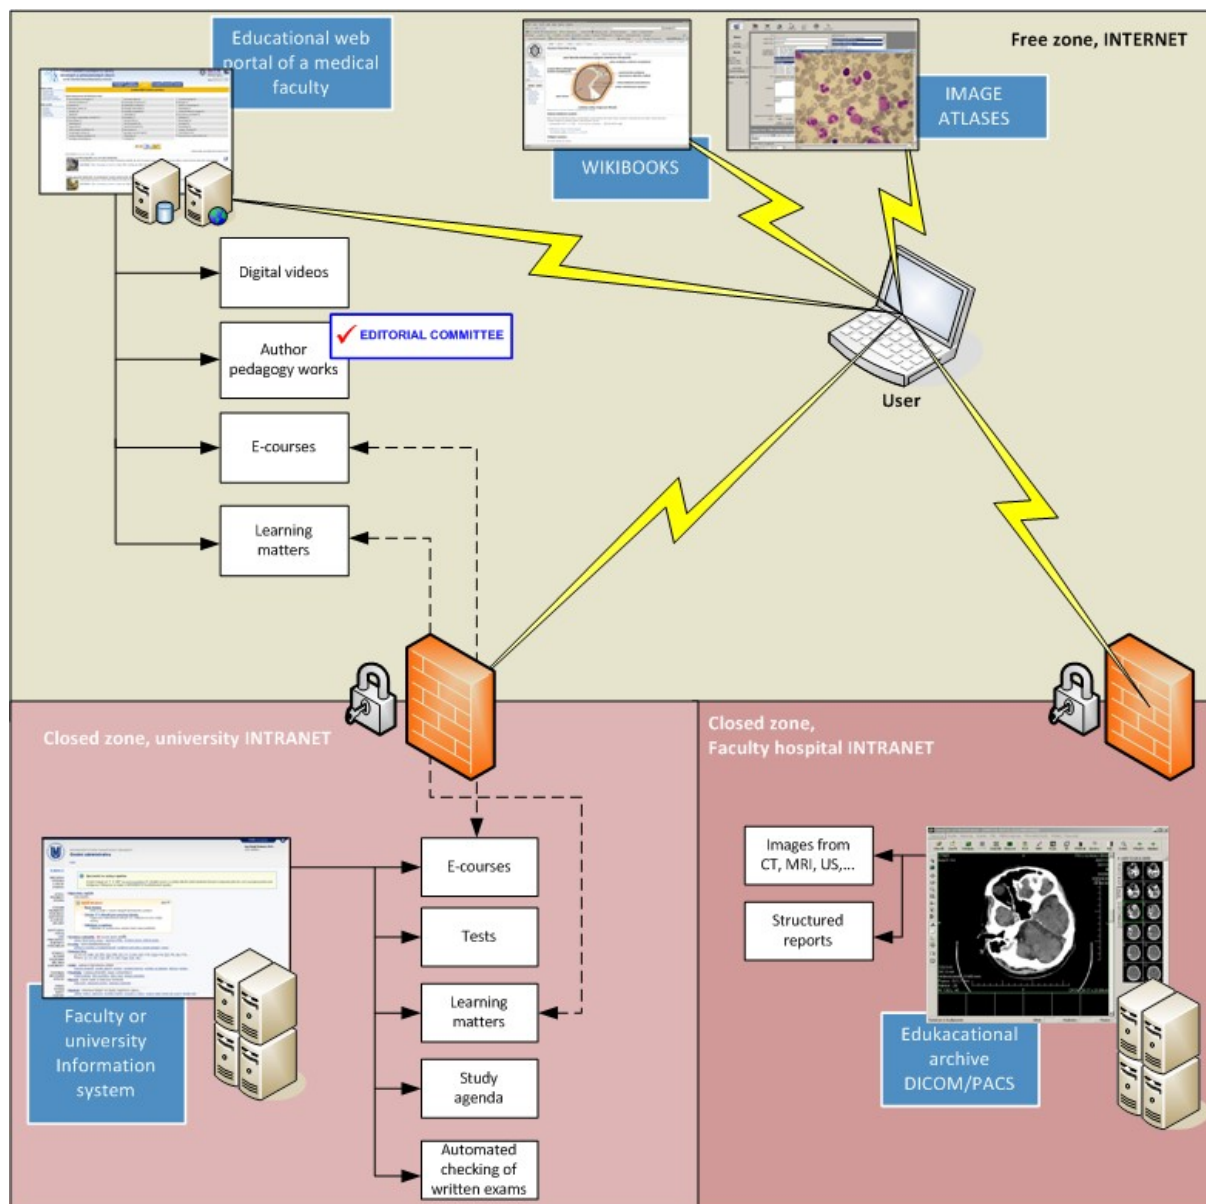 Educational web
portal of a medical
faculty
WIKIBOOKS
IMAGE
ATLASES
Free zone, INTERNET
Digital videos
EDITORIAL COMMITTEE
Author
pedagogy works
User
E-courses
Learning
matters
Closed zone, university INTRANET
Closed zone,
Faculty hospital INTRANET
E-courses
Tests
Learning
matters
Study
agenda
Automated
checking of
written exams
Faculty or
university
Information
system
Images from
CT, MRI, US,...
Structured
reports
Edukacational
archive
DICOM/PACS